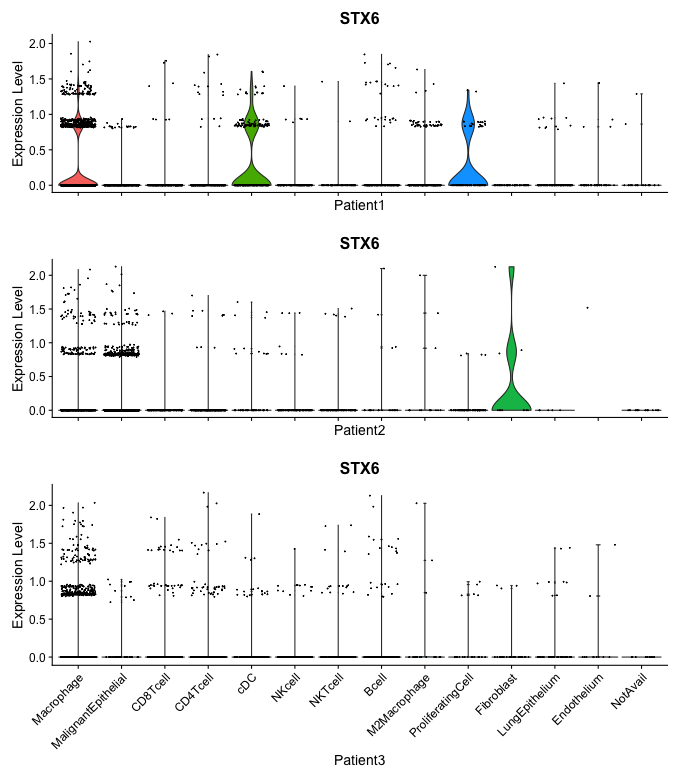 STX6
Expression Level
2.0
1.5
1.0
0.5
0.0
Patient1
STX6
Expression Level
2.0
1.5
1.0
0.5
0.0
Patient2
STX6
Expression Level
2.0
1.5
1.0
0.5
0.0
Macrophage
MalignantEpithelial
CD8Tcell
CD4Tcell
cDC
NKcell
NKTcell
Bcell
M2Macrophage
ProliferatingCell
Fibroblast
LungEpithelium
Endothelium
NotAvail
Patient3